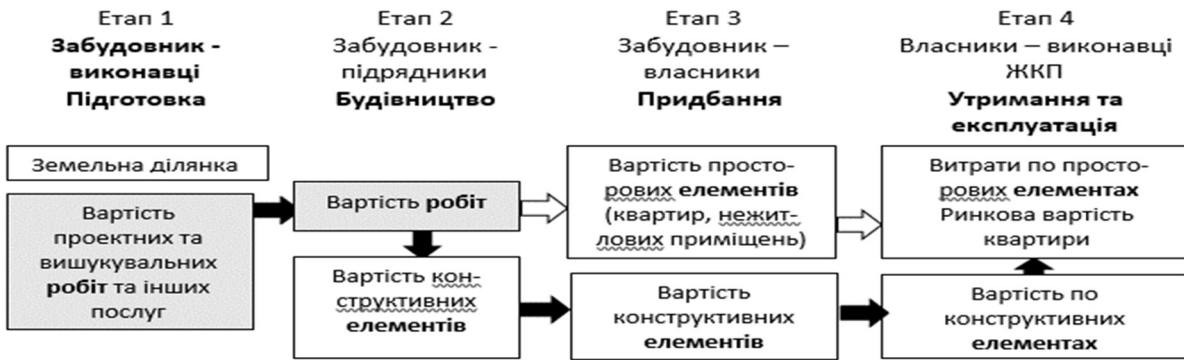 Етап 1
Забудовник -
виконавці
Підготовка
Етап 2
Забудовник -
підрядники
Будівництво
Етап 3
Забудовник –
власники
Придбання
Етап 4
Власники – виконавці
ЖКП
Утримання та
експлуатація
Земельна ділянка
Вартість
проектних та
вишукувальних
робіт та інших
послуг
Вартість робіт
Вартість кон-
структивних
елементів
Вартість просто-
рових елементів
(квартир, нежит-
лових приміщень)
Вартість
конструктивних
елементів
Витрати по просто-
рових елементах
Ринкова вартість
квартири
Вартість по
конструктивних
елементах